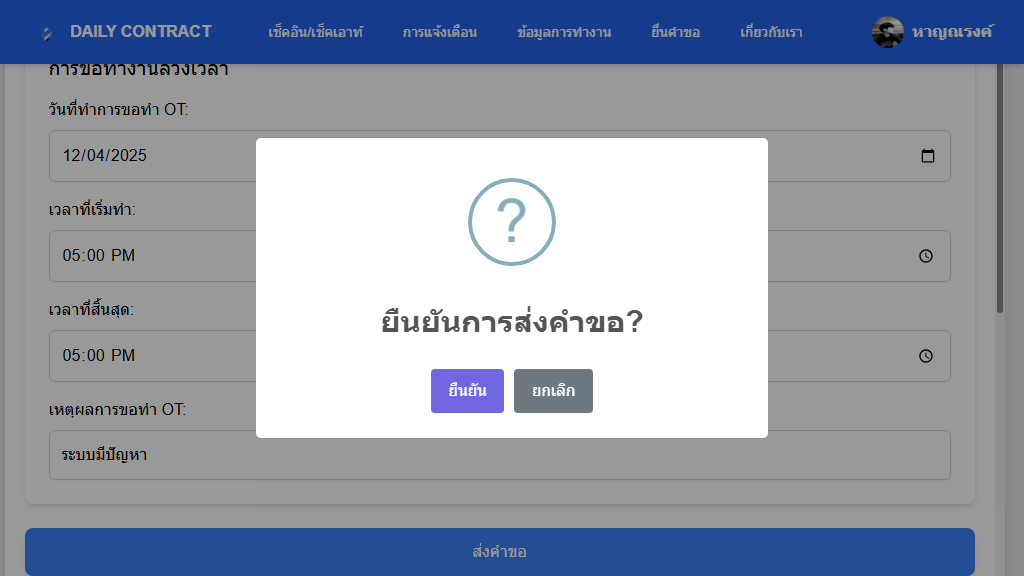 DAILY CONTRACT
เช็คอิน/เช็คเอาท์
การแจ้งเตือน
ข้อมูลการทำงาน
ยื่นคำขอ
เกี่ยวกับเรา
หาญณรงค์
การขอทำงานล่วงเวลา
วันที่ทำการขอทำ OT:
12/04/2025
เวลาที่เริ่มทำ:
05:00 PM
เวลาที่สิ้นสุด:
05:00 PM
เหตุผลการขอทำ OT:
ระบบมีปัญหา
ส่งคำขอ
?
ยืนยันการส่งคำขอ?
ยืนยัน
ยกเลิก